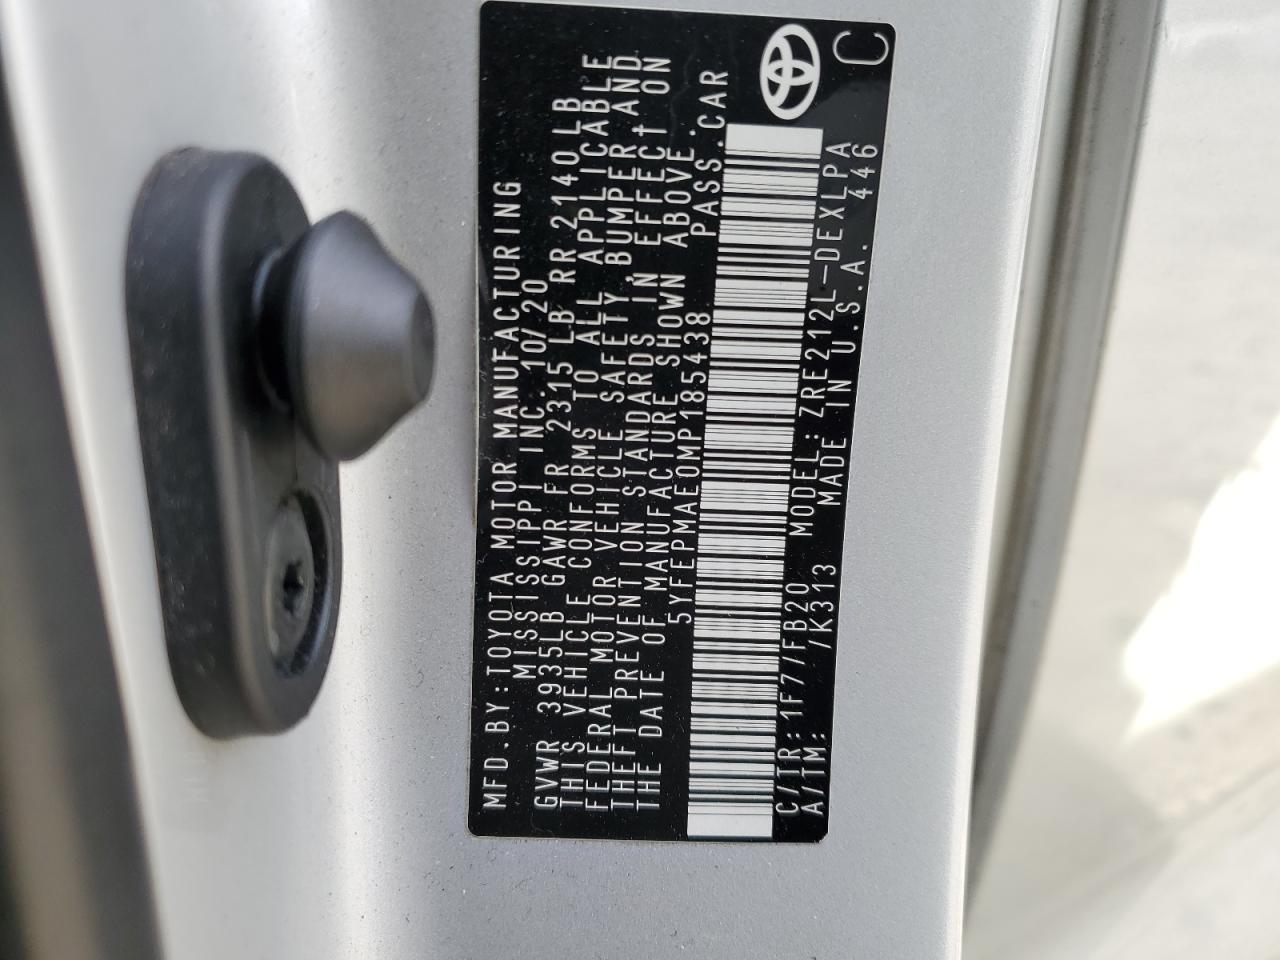 MFD.BY:TOYOTA MOTOR MANUFACTURING
MISSISSIPPI INC. 10/20
GVWR 3935LB GAWR FR 2315 LB RR 2140LB
THIS VEHICLE CONFORMS TO ALL APPLICABLE
FEDERAL MOTOR VEHICLE SAFETY, BUMPER, AND
THEFT PREVENTION STANDARDS IN EFFECT ON
THE DATE OF MANUFACTURE SHOWN ABOVE.
5YFEPMAE0MP185438 PASS.CAR
C/TR:1F7/FB20 MODEL:ZRE212L-DEXLPA
A/TM: /K313 MADE IN U.S.A. 446
C